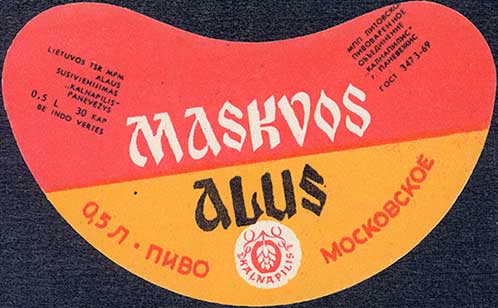 LIETUVOS TSR MPM
ALAUS
SUSIVIENIJIMAS
„KALNAPILIS"
PANEVĖŽYS
0,5 L 30 KAP
BE INDO VERTĖS
МПП ЛИТОВСКОЙ
ПИВОВАРЕННОЕ
ОБЪЕДИНЕНИЕ
„КАЛНАПИЛИС"
г. ПАНЕВЕЖИС
ГОСТ 3473-69
MASKVOS
ALUS
0,5 Л · ПИВО МОСКОВСКОЕ
KALNAPILIS